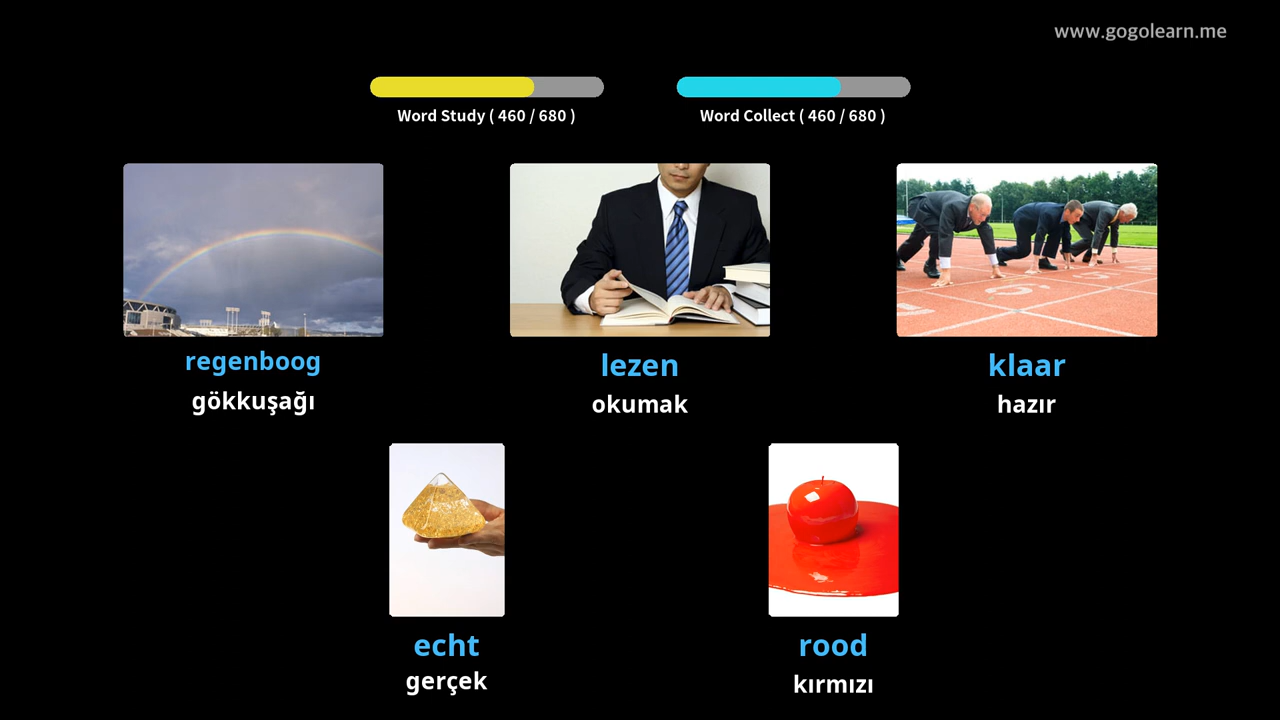 www.gogolearn.me
Word Study ( 460 / 680 )
Word Collect ( 460 / 680 )
regenboog
gökkuşağı
lezen
okumak
klaar
hazır
echt
gerçek
rood
kırmızı